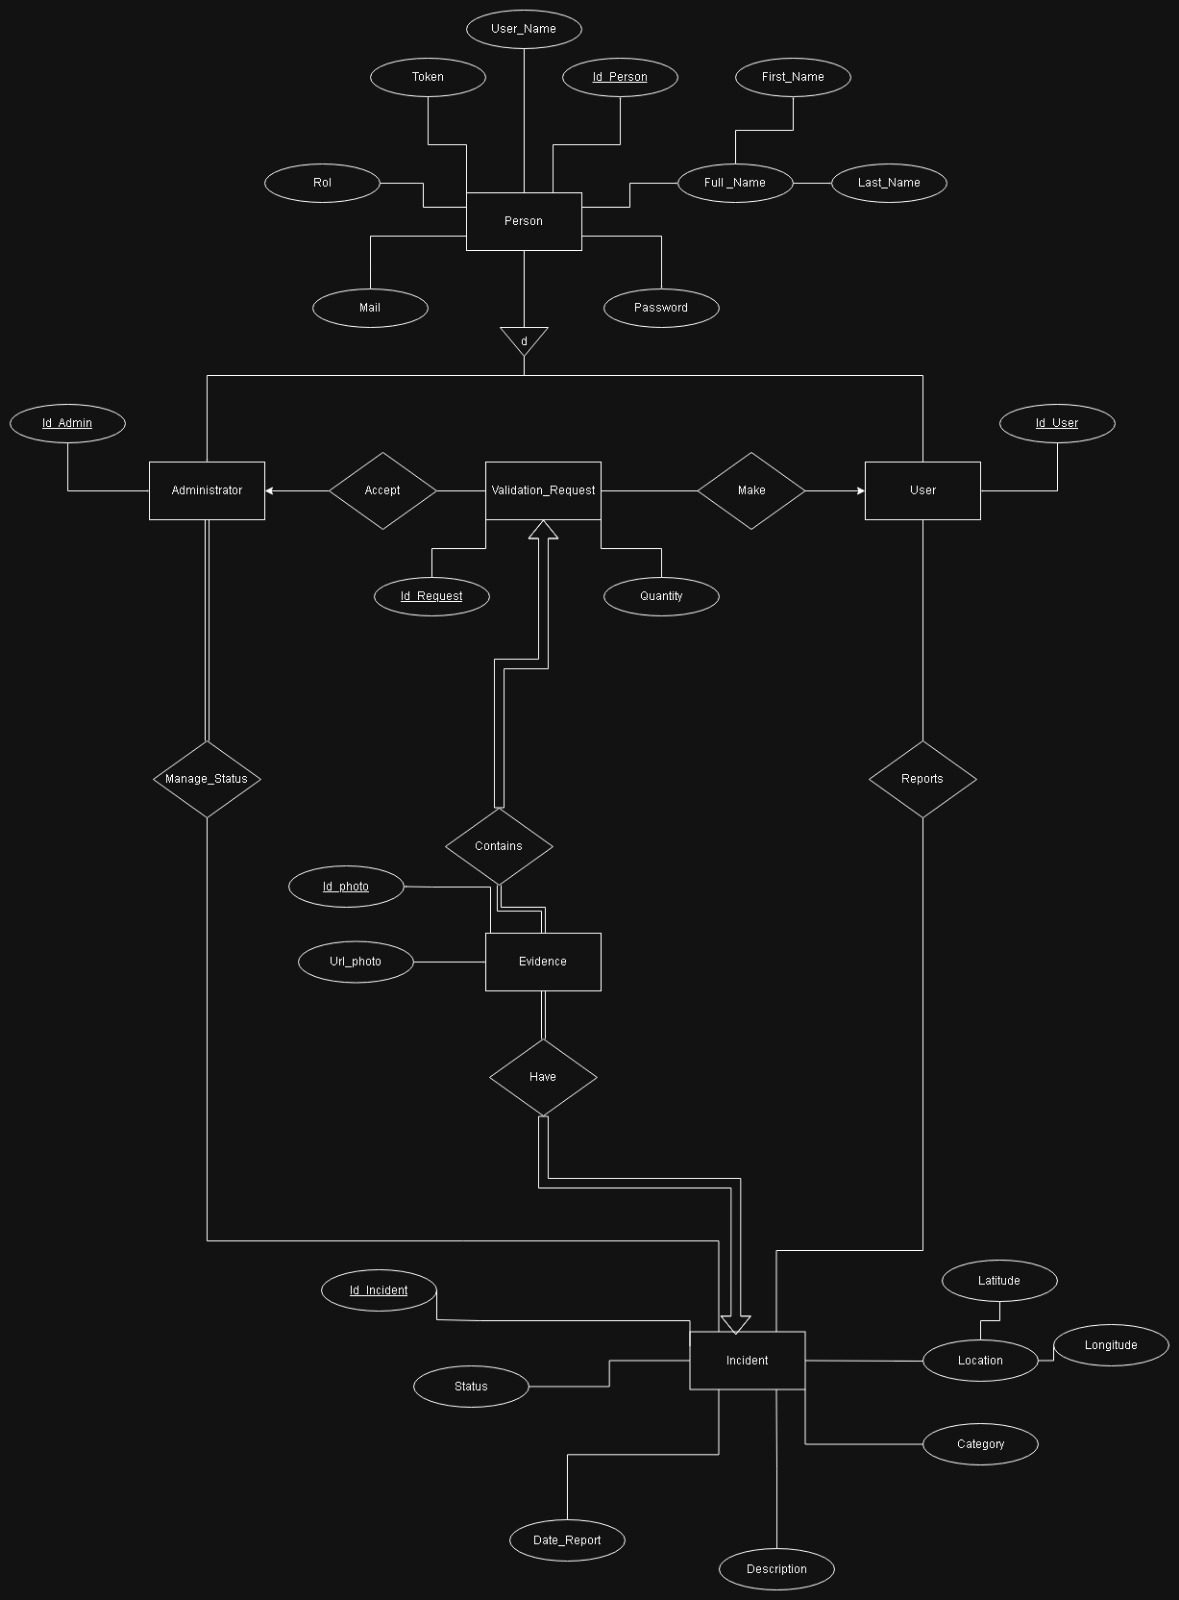 User_Name
Token
Id_Person
First_Name
Rol
Full _Name
Last_Name
Person
Mail
Password
d
Id_Admin
Id_User
Administrator
Accept
Validation_Request
Make
User
Id_Request
Quantity
Manage_Status
Reports
Contains
Id_photo
Url_photo
Evidence
Have
Id_Incident
Latitude
Longitude
Incident
Location
Status
Category
Date_Report
Description